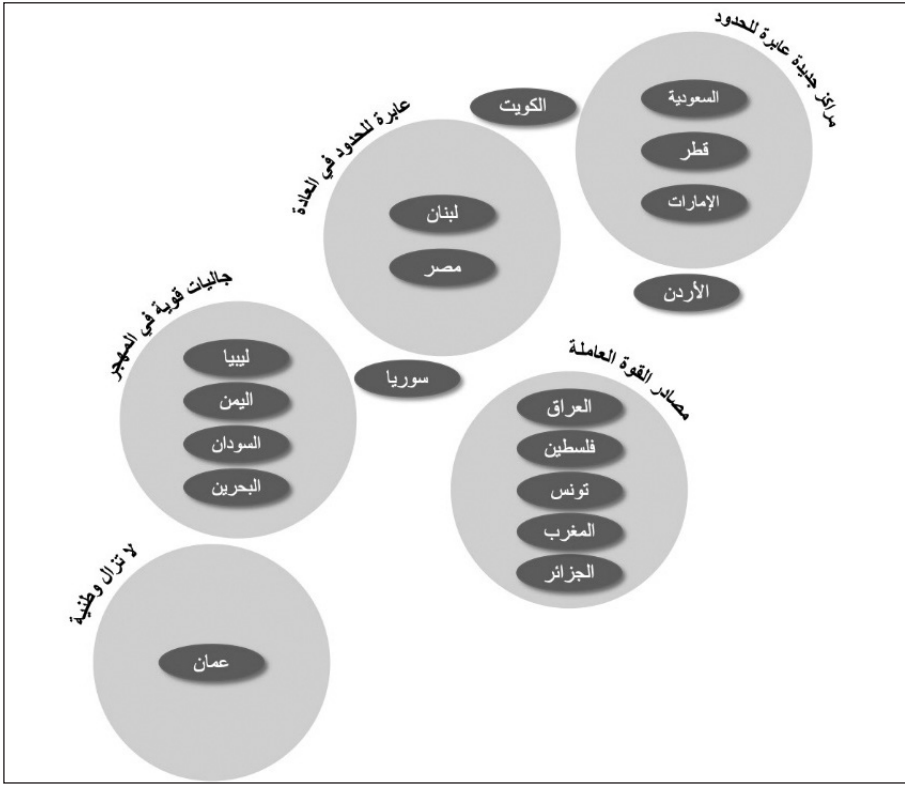 مراكز جديدة عابرة للحدود
السعودية
قطر
الإمارات
الأردن
الكويت
عابرة للحدود في العادة
لبنان
مصر
سوريا
مصادر القوة العاملة
العراق
فلسطين
تونس
المغرب
الجزائر
جاليات قوية في المهجر
ليبيا
اليمن
السودان
البحرين
لا تزال وطنية
عمان